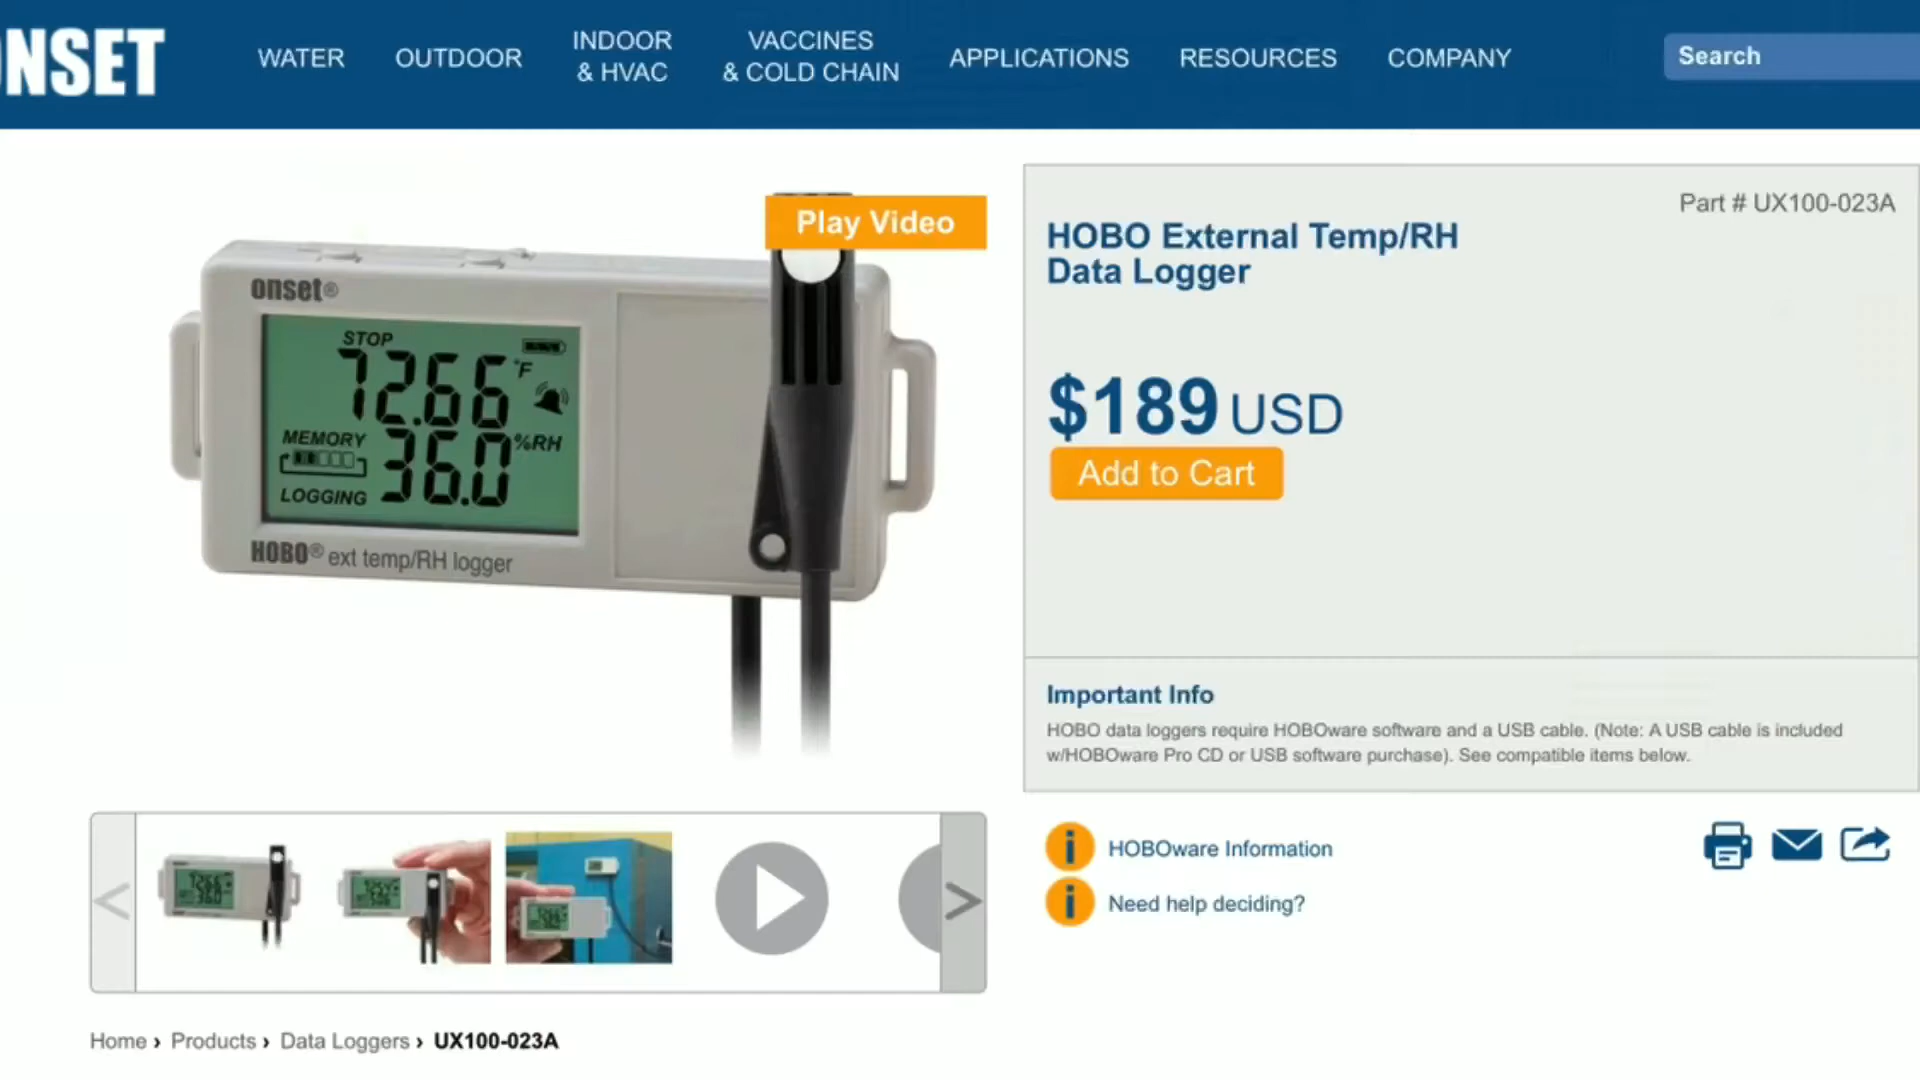 ONSET
WATER
OUTDOOR
INDOOR
& HVAC
VACCINES
& COLD CHAIN
APPLICATIONS
RESOURCES
COMPANY
Search
Play Video
onset®
STOP
72.66 °F
MEMORY
36.0 %RH
LOGGING
HOBO® ext temp/RH logger
Part # UX100-023A
HOBO External Temp/RH
Data Logger
$189 USD
Add to Cart
Important Info
HOBO data loggers require HOBOware software and a USB cable. (Note: A USB cable is included
w/HOBOware Pro CD or USB software purchase). See compatible items below.
HOBOware Information
Need help deciding?
Home › Products › Data Loggers › UX100-023A